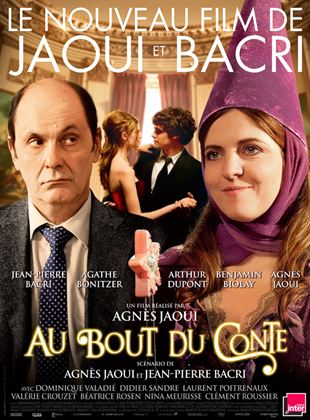 LE NOUVEAU FILM DE
JAOUI ET BACRI
JEAN-PIERRE BACRI
AGATHE BONITZER
ARTHUR DUPONT
BENJAMIN BIOLAY
AGNÈS JAOUI
UN FILM RÉALISÉ PAR
AGNÈS JAOUI
AU BOUT DU CONTE
SCÉNARIO DE
AGNÈS JAOUI ET JEAN-PIERRE BACRI
AVEC DOMINIQUE VALADIÉ DIDIER SANDRE LAURENT POITRENAUX
VALÉRIE CROUZET BÉATRICE ROSEN NINA MEURISSE CLÉMENT ROUSSIER
france
inter